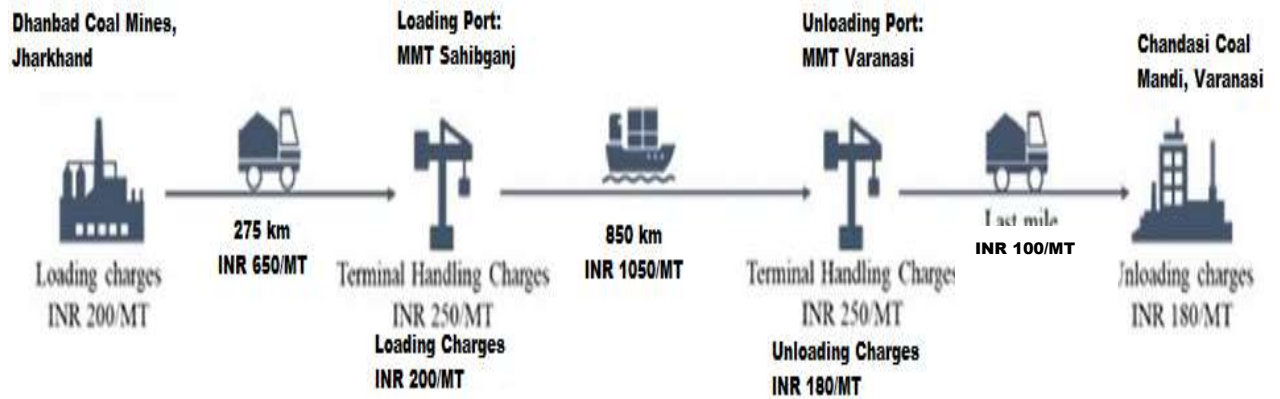 Dhanbad Coal Mines,
Jharkhand
Loading Port:
MMT Sahibganj
Unloading Port:
MMT Varanasi
Chandasi Coal
Mandi, Varanasi
275 km
INR 650/MT
850 km
INR 1050/MT
Last mile
INR 100/MT
Loading charges
INR 200/MT
Terminal Handling Charges
INR 250/MT
Loading Charges
INR 200/MT
Terminal Handling Charges
INR 250/MT
Unloading Charges
INR 180/MT
Unloading charges
INR 180/MT